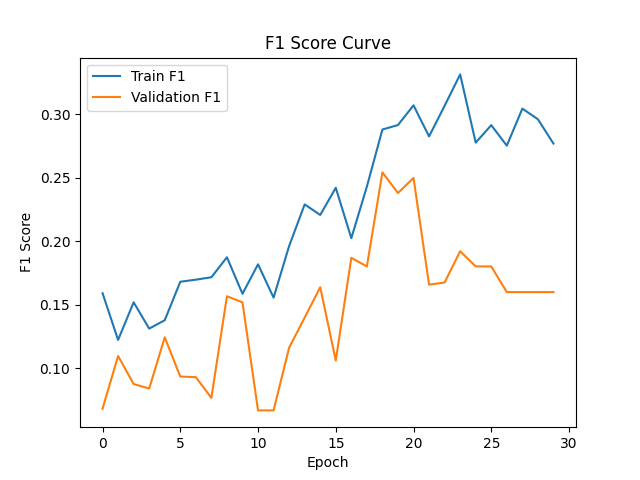 F1 Score Curve
Train F1
Validation F1
F1 Score
0.30
0.25
0.20
0.15
0.10
0 5 10 15 20 25 30
Epoch